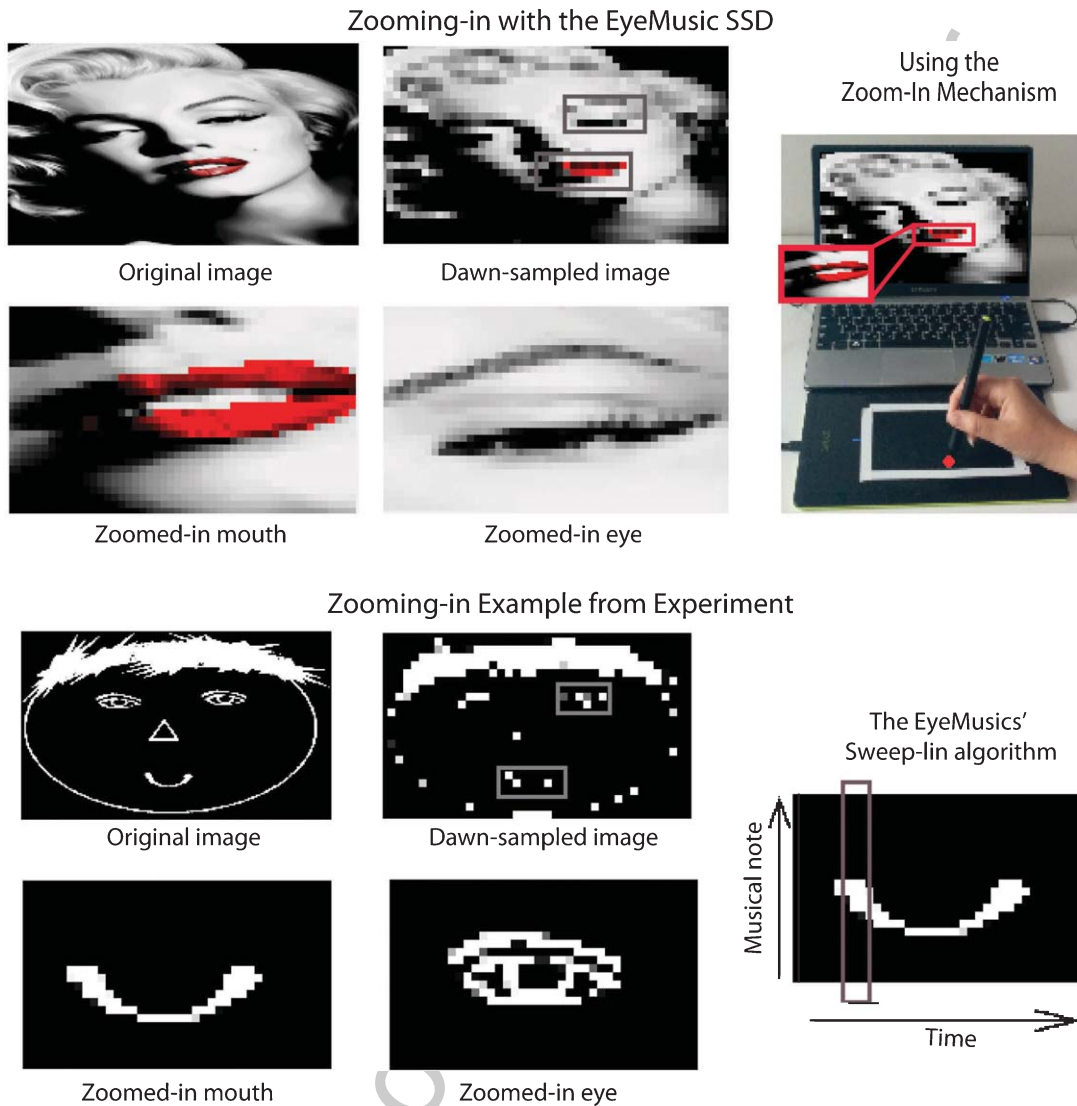 Zooming-in with the EyeMusic SSD
Using the
Zoom-In Mechanism
Original image
Dawn-sampled image
Zoomed-in mouth
Zoomed-in eye
Zooming-in Example from Experiment
Original image
Dawn-sampled image
The EyeMusics'
Sweep-lin algorithm
Musical note
Time
Zoomed-in mouth
Zoomed-in eye